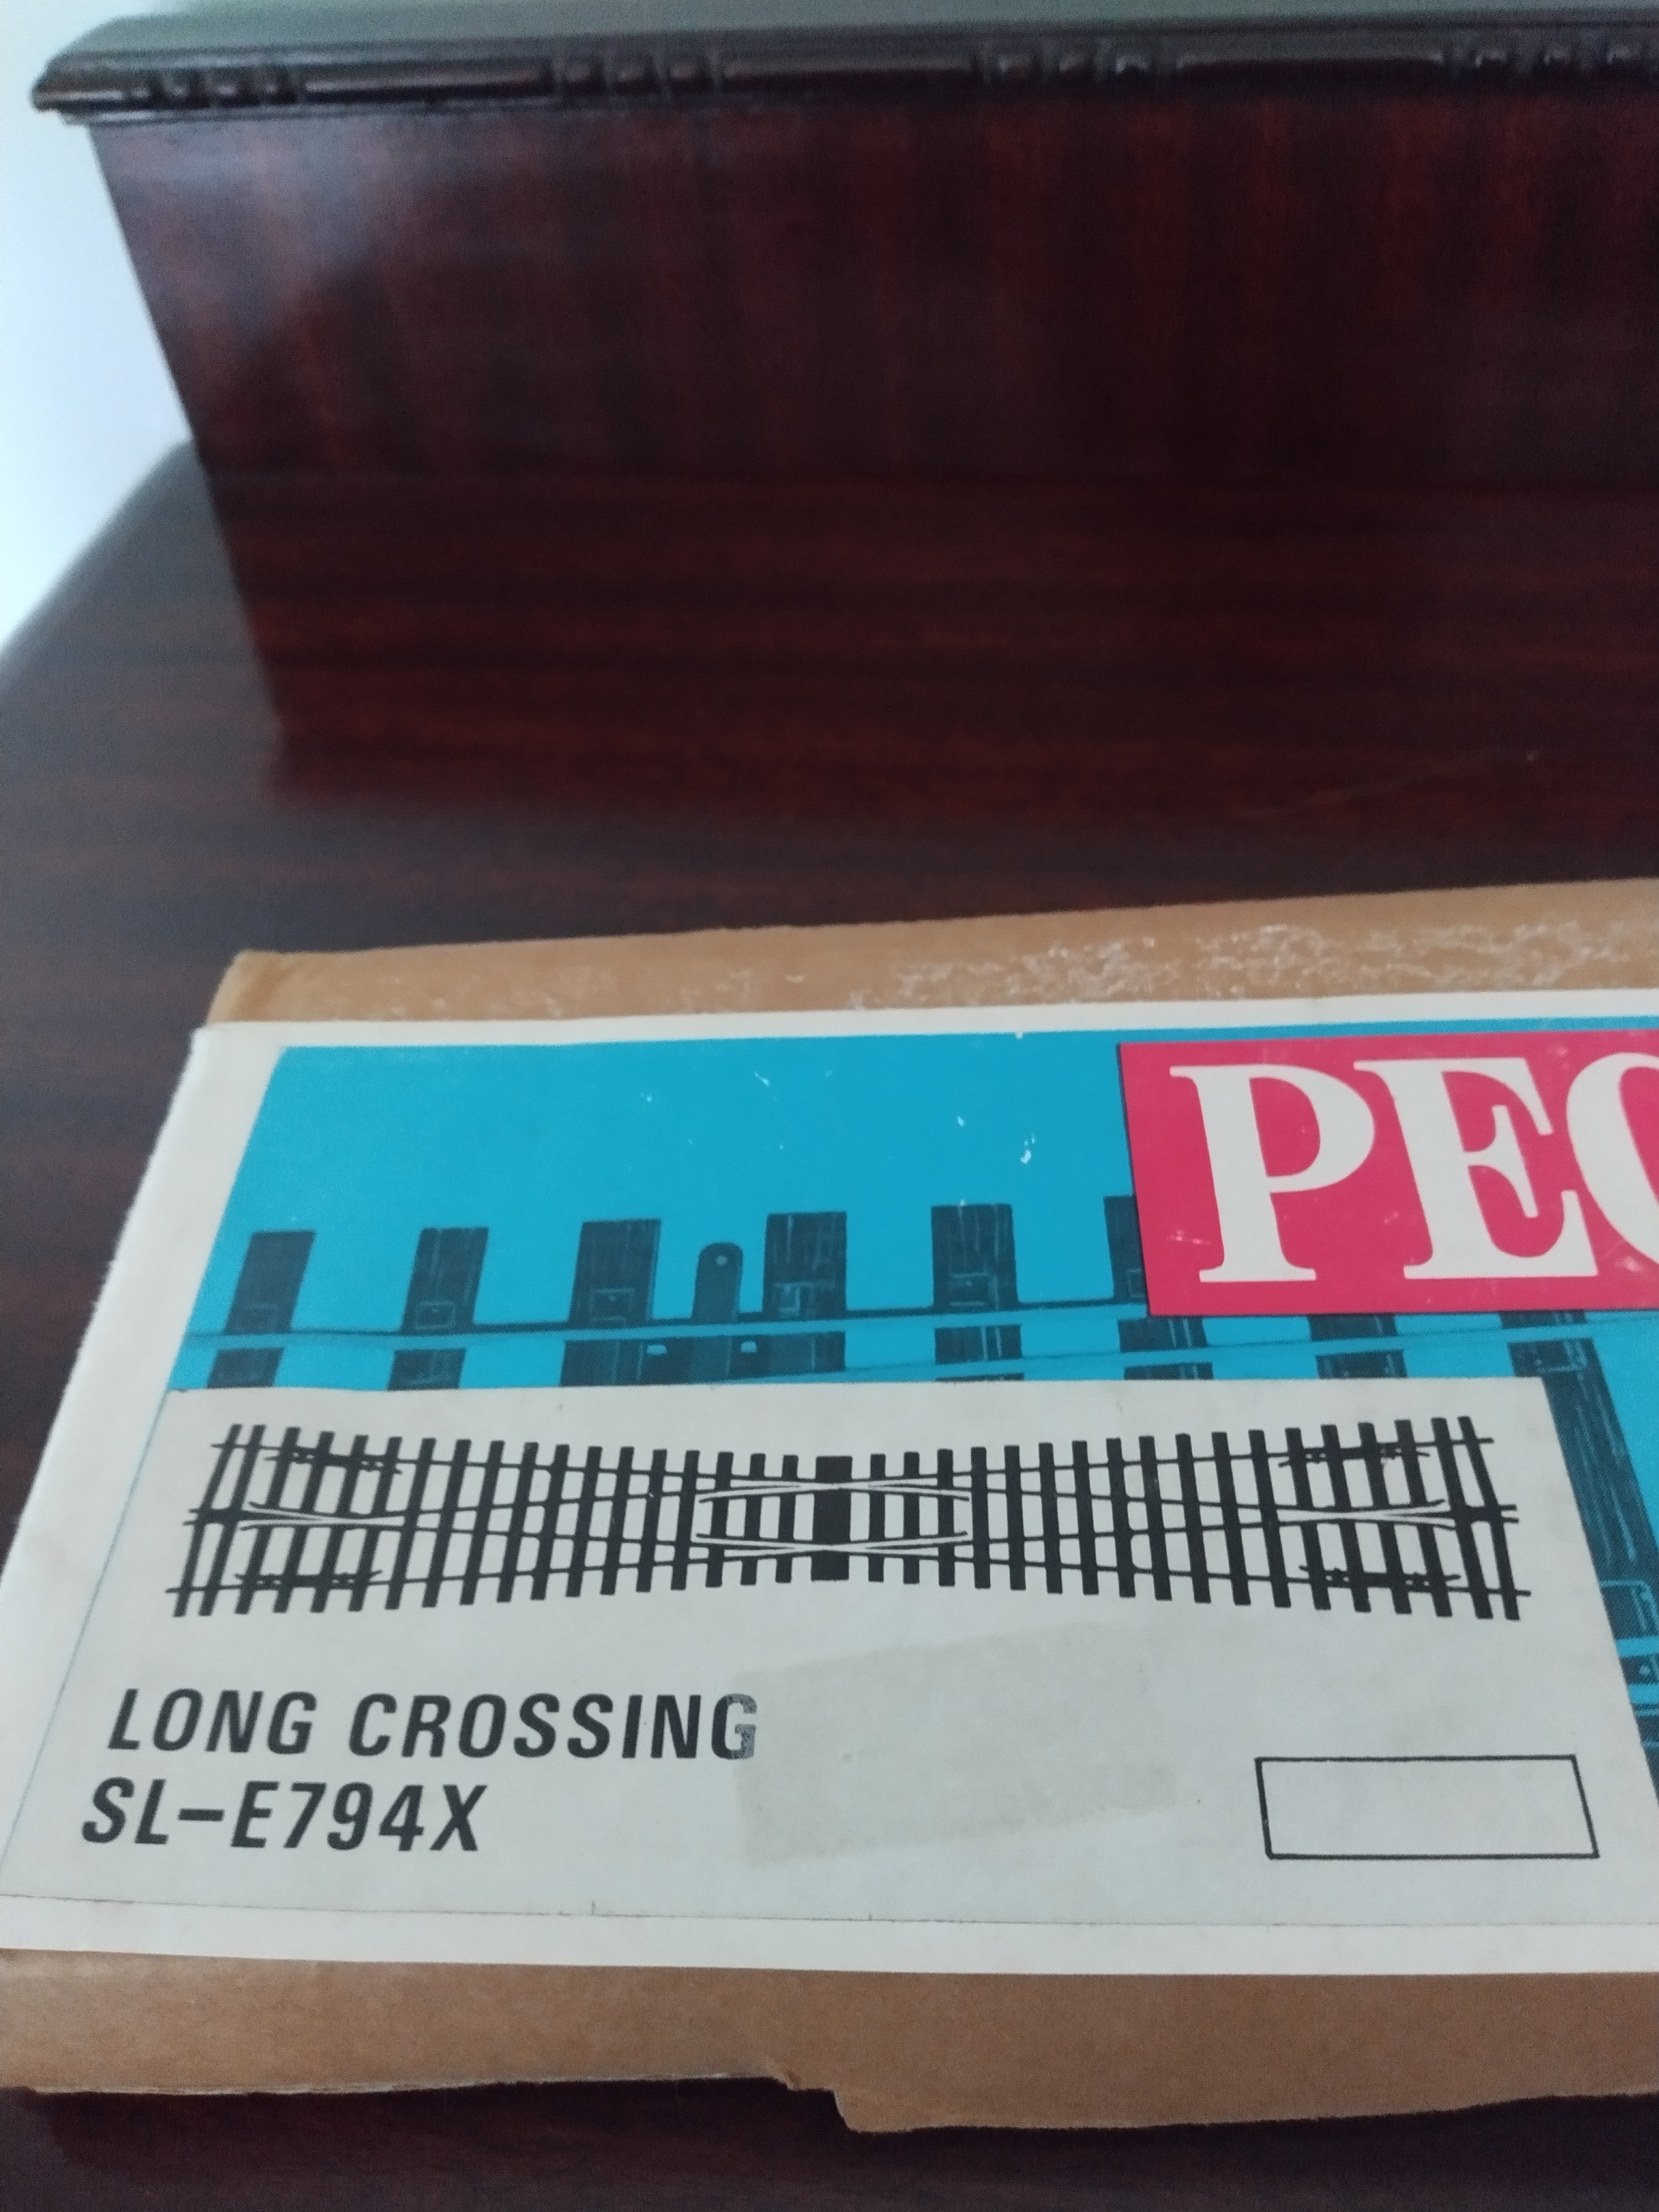 PEC
LONG CROSSING
SL-E794X